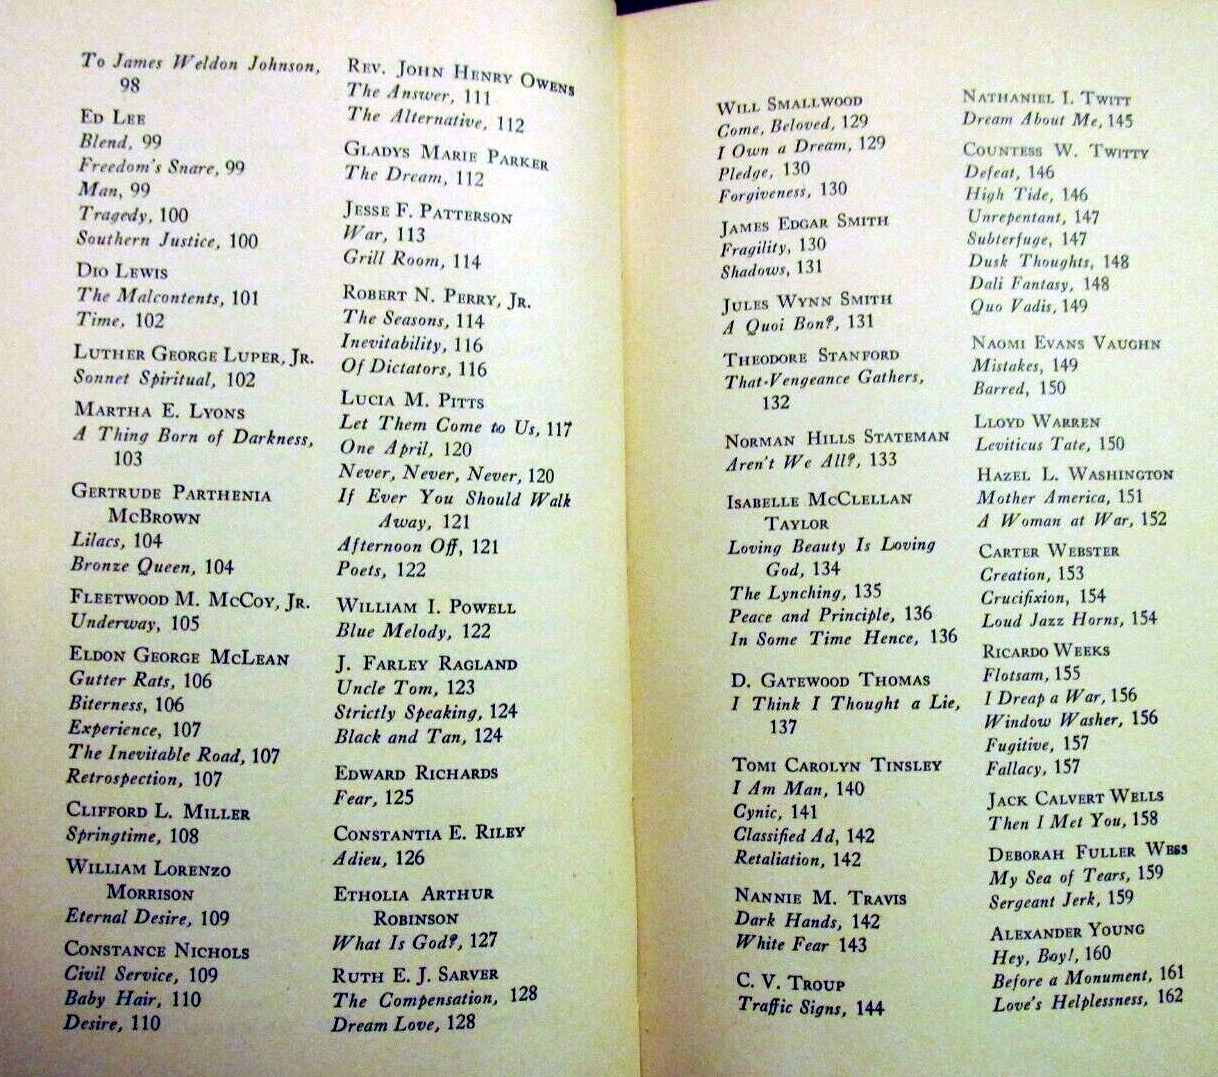 To James Weldon Johnson,
98
ED LEE
Blend, 99
Freedom's Snare, 99
Man, 99
Tragedy, 100
Southern Justice, 100
DIO LEWIS
The Malcontents, 101
Time, 102
LUTHER GEORGE LUPER, JR.
Sonnet Spiritual, 102
MARTHA E. LYONS
A Thing Born of Darkness,
103
GERTRUDE PARTHENIA
MCBROWN
Lilacs, 104
Bronze Queen, 104
FLEETWOOD M. MCCOY, JR.
Underway, 105
ELDON GEORGE MCLEAN
Gutter Rats, 106
Biterness, 106
Experience, 107
The Inevitable Road, 107
Retrospection, 107
CLIFFORD L. MILLER
Springtime, 108
WILLIAM LORENZO
MORRISON
Eternal Desire, 109
CONSTANCE NICHOLS
Civil Service, 109
Baby Hair, 110
Desire, 110
REV. JOHN HENRY OWENS
The Answer, 111
The Alternative, 112
GLADYS MARIE PARKER
The Dream, 112
JESSE F. PATTERSON
War, 113
Grill Room, 114
ROBERT N. PERRY, JR.
The Seasons, 114
Inevitability, 116
Of Dictators, 116
LUCIA M. PITTS
Let Them Come to Us, 117
One April, 120
Never, Never, Never, 120
If Ever You Should Walk
Away, 121
Afternoon Off, 121
Poets, 122
WILLIAM I. POWELL
Blue Melody, 122
J. FARLEY RAGLAND
Uncle Tom, 123
Strictly Speaking, 124
Black and Tan, 124
EDWARD RICHARDS
Fear, 125
CONSTANTIA E. RILEY
Adieu, 126
ETHOLIA ARTHUR
ROBINSON
What Is God?, 127
RUTH E. J. SARVER
The Compensation, 128
Dream Love, 128
WILL SMALLWOOD
Come, Beloved, 129
I Own a Dream, 129
Pledge, 130
Forgiveness, 130
JAMES EDGAR SMITH
Fragility, 130
Shadows, 131
JULES WYNN SMITH
A Quoi Bon?, 131
THEODORE STANFORD
That-Vengeance Gathers,
132
NORMAN HILLS STATEMAN
Aren't We All?, 133
ISABELLE MCCLELLAN
TAYLOR
Loving Beauty Is Loving
God, 134
The Lynching, 135
Peace and Principle, 136
In Some Time Hence, 136
D. GATEWOOD THOMAS
I Think I Thought a Lie,
137
TOMI CAROLYN TINSLEY
I Am Man, 140
Cynic, 141
Classified Ad, 142
Retaliation, 142
NANNIE M. TRAVIS
Dark Hands, 142
White Fear 143
C. V. TROUP
Traffic Signs, 144
NATHANIEL I. TWITT
Dream About Me, 145
COUNTESS W. TWITTY
Defeat, 146
High Tide, 146
Unrepentant, 147
Subterfuge, 147
Dusk Thoughts, 148
Dali Fantasy, 148
Quo Vadis, 149
NAOMI EVANS VAUGHN
Mistakes, 149
Barred, 150
LLOYD WARREN
Leviticus Tate, 150
HAZEL L. WASHINGTON
Mother America, 151
A Woman at War, 152
CARTER WEBSTER
Creation, 153
Crucifixion, 154
Loud Jazz Horns, 154
RICARDO WEEKS
Flotsam, 155
I Dreap a War, 156
Window Washer, 156
Fugitive, 157
Fallacy, 157
JACK CALVERT WELLS
Then I Met You, 158
DEBORAH FULLER WESS
My Sea of Tears, 159
Sergeant Jerk, 159
ALEXANDER YOUNG
Hey, Boy!, 160
Before a Monument, 161
Love's Helplessness, 162